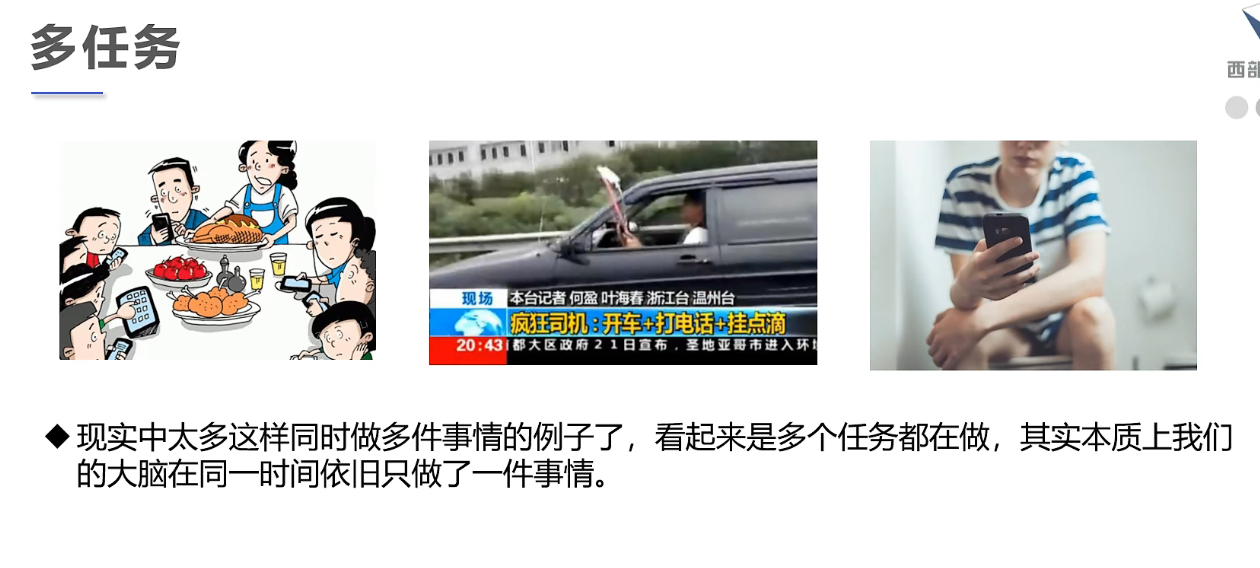 多任务
西部
现场
本台记者 何盈 叶海春 浙江台 温州台
疯狂司机:开车+打电话+挂点滴
20:43
都大区政府21日宣布,圣地亚哥市进入环
◆ 现实中太多这样同时做多件事情的例子了,看起来是多个任务都在做,其实本质上我们
的大脑在同一时间依旧只做了一件事情。